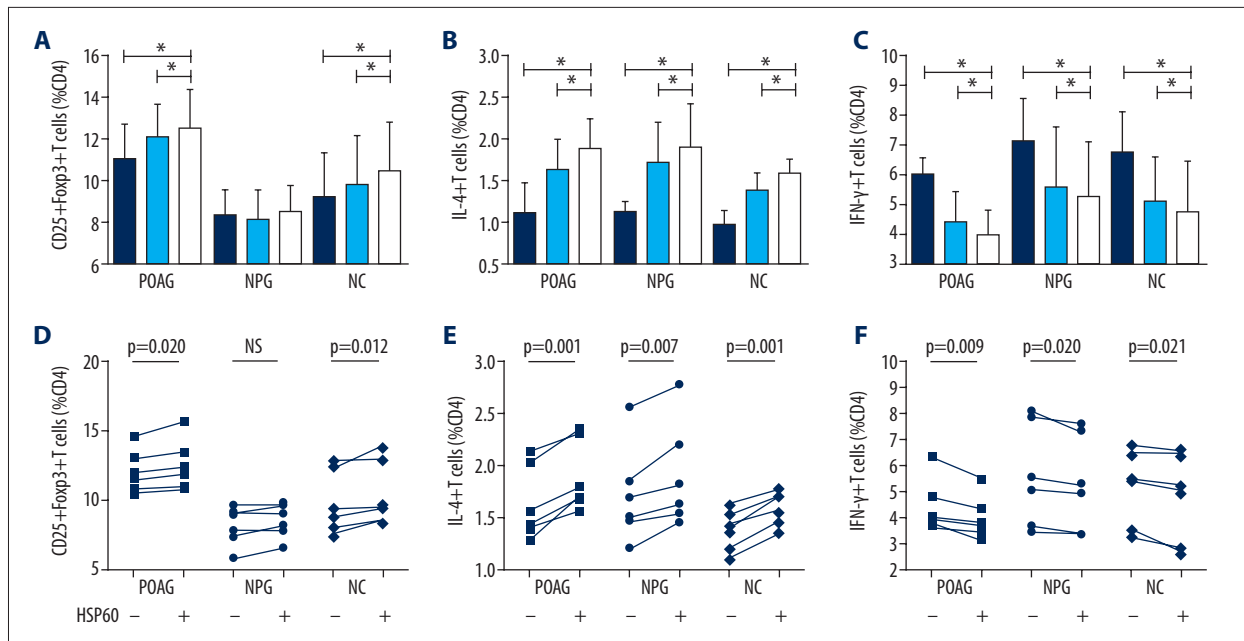 A
CD25+Foxp3+T cells (%CD4)
16
14
12
10
8
6
* * * *
POAG NPG NC
B
IL-4+T cells (%CD4)
3.0
2.5
2.0
1.5
1.0
0.5
* * * * * *
POAG NPG NC
C
IFN-γ+T cells (%CD4)
10
9
8
7
6
5
4
3
* * * * * *
POAG NPG NC
D
CD25+Foxp3+T cells (%CD4)
20
15
10
5
p=0.020 NS p=0.012
POAG NPG NC
HSP60 – + – + – +
E
IL-4+T cells (%CD4)
3.0
2.5
2.0
1.5
1.0
p=0.001 p=0.007 p=0.001
POAG NPG NC
– + – + – +
F
IFN-γ+T cells (%CD4)
10
9
8
7
6
5
4
3
2
p=0.009 p=0.020 p=0.021
POAG NPG NC
– + – + – +